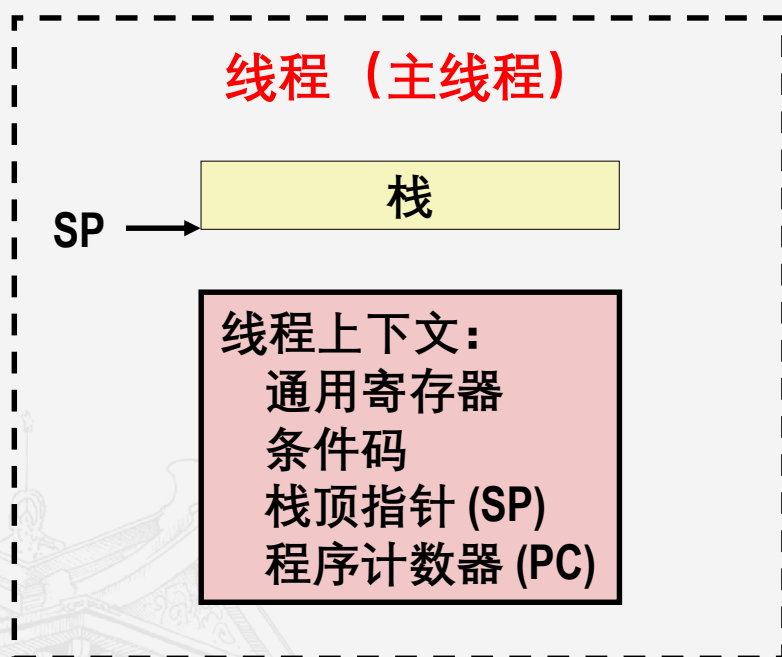 线程（主线程）
栈
SP
线程上下文：
通用寄存器
条件码
栈顶指针 (SP)
程序计数器 (PC)